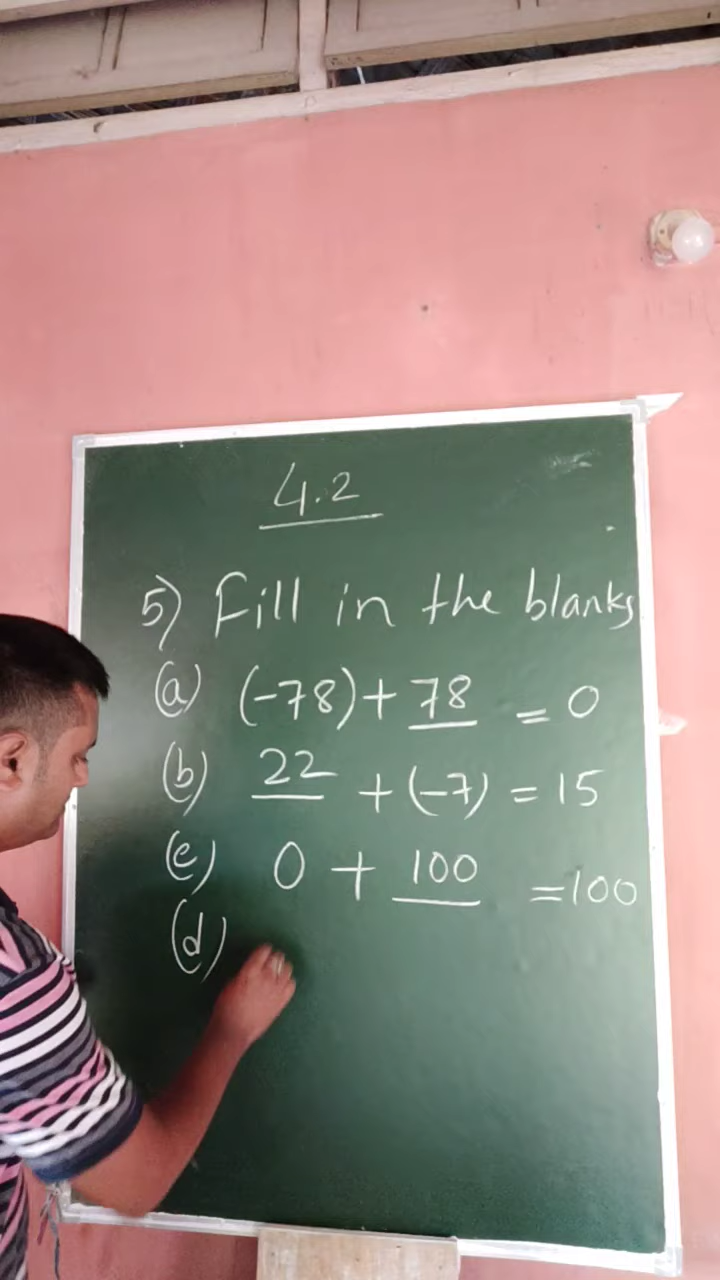 4.2
5) Fill in the blanks
(a) (-78)+ 78 = 0
(b) 22 + (-7) = 15
(e) 0 + 100 = 100
(d)